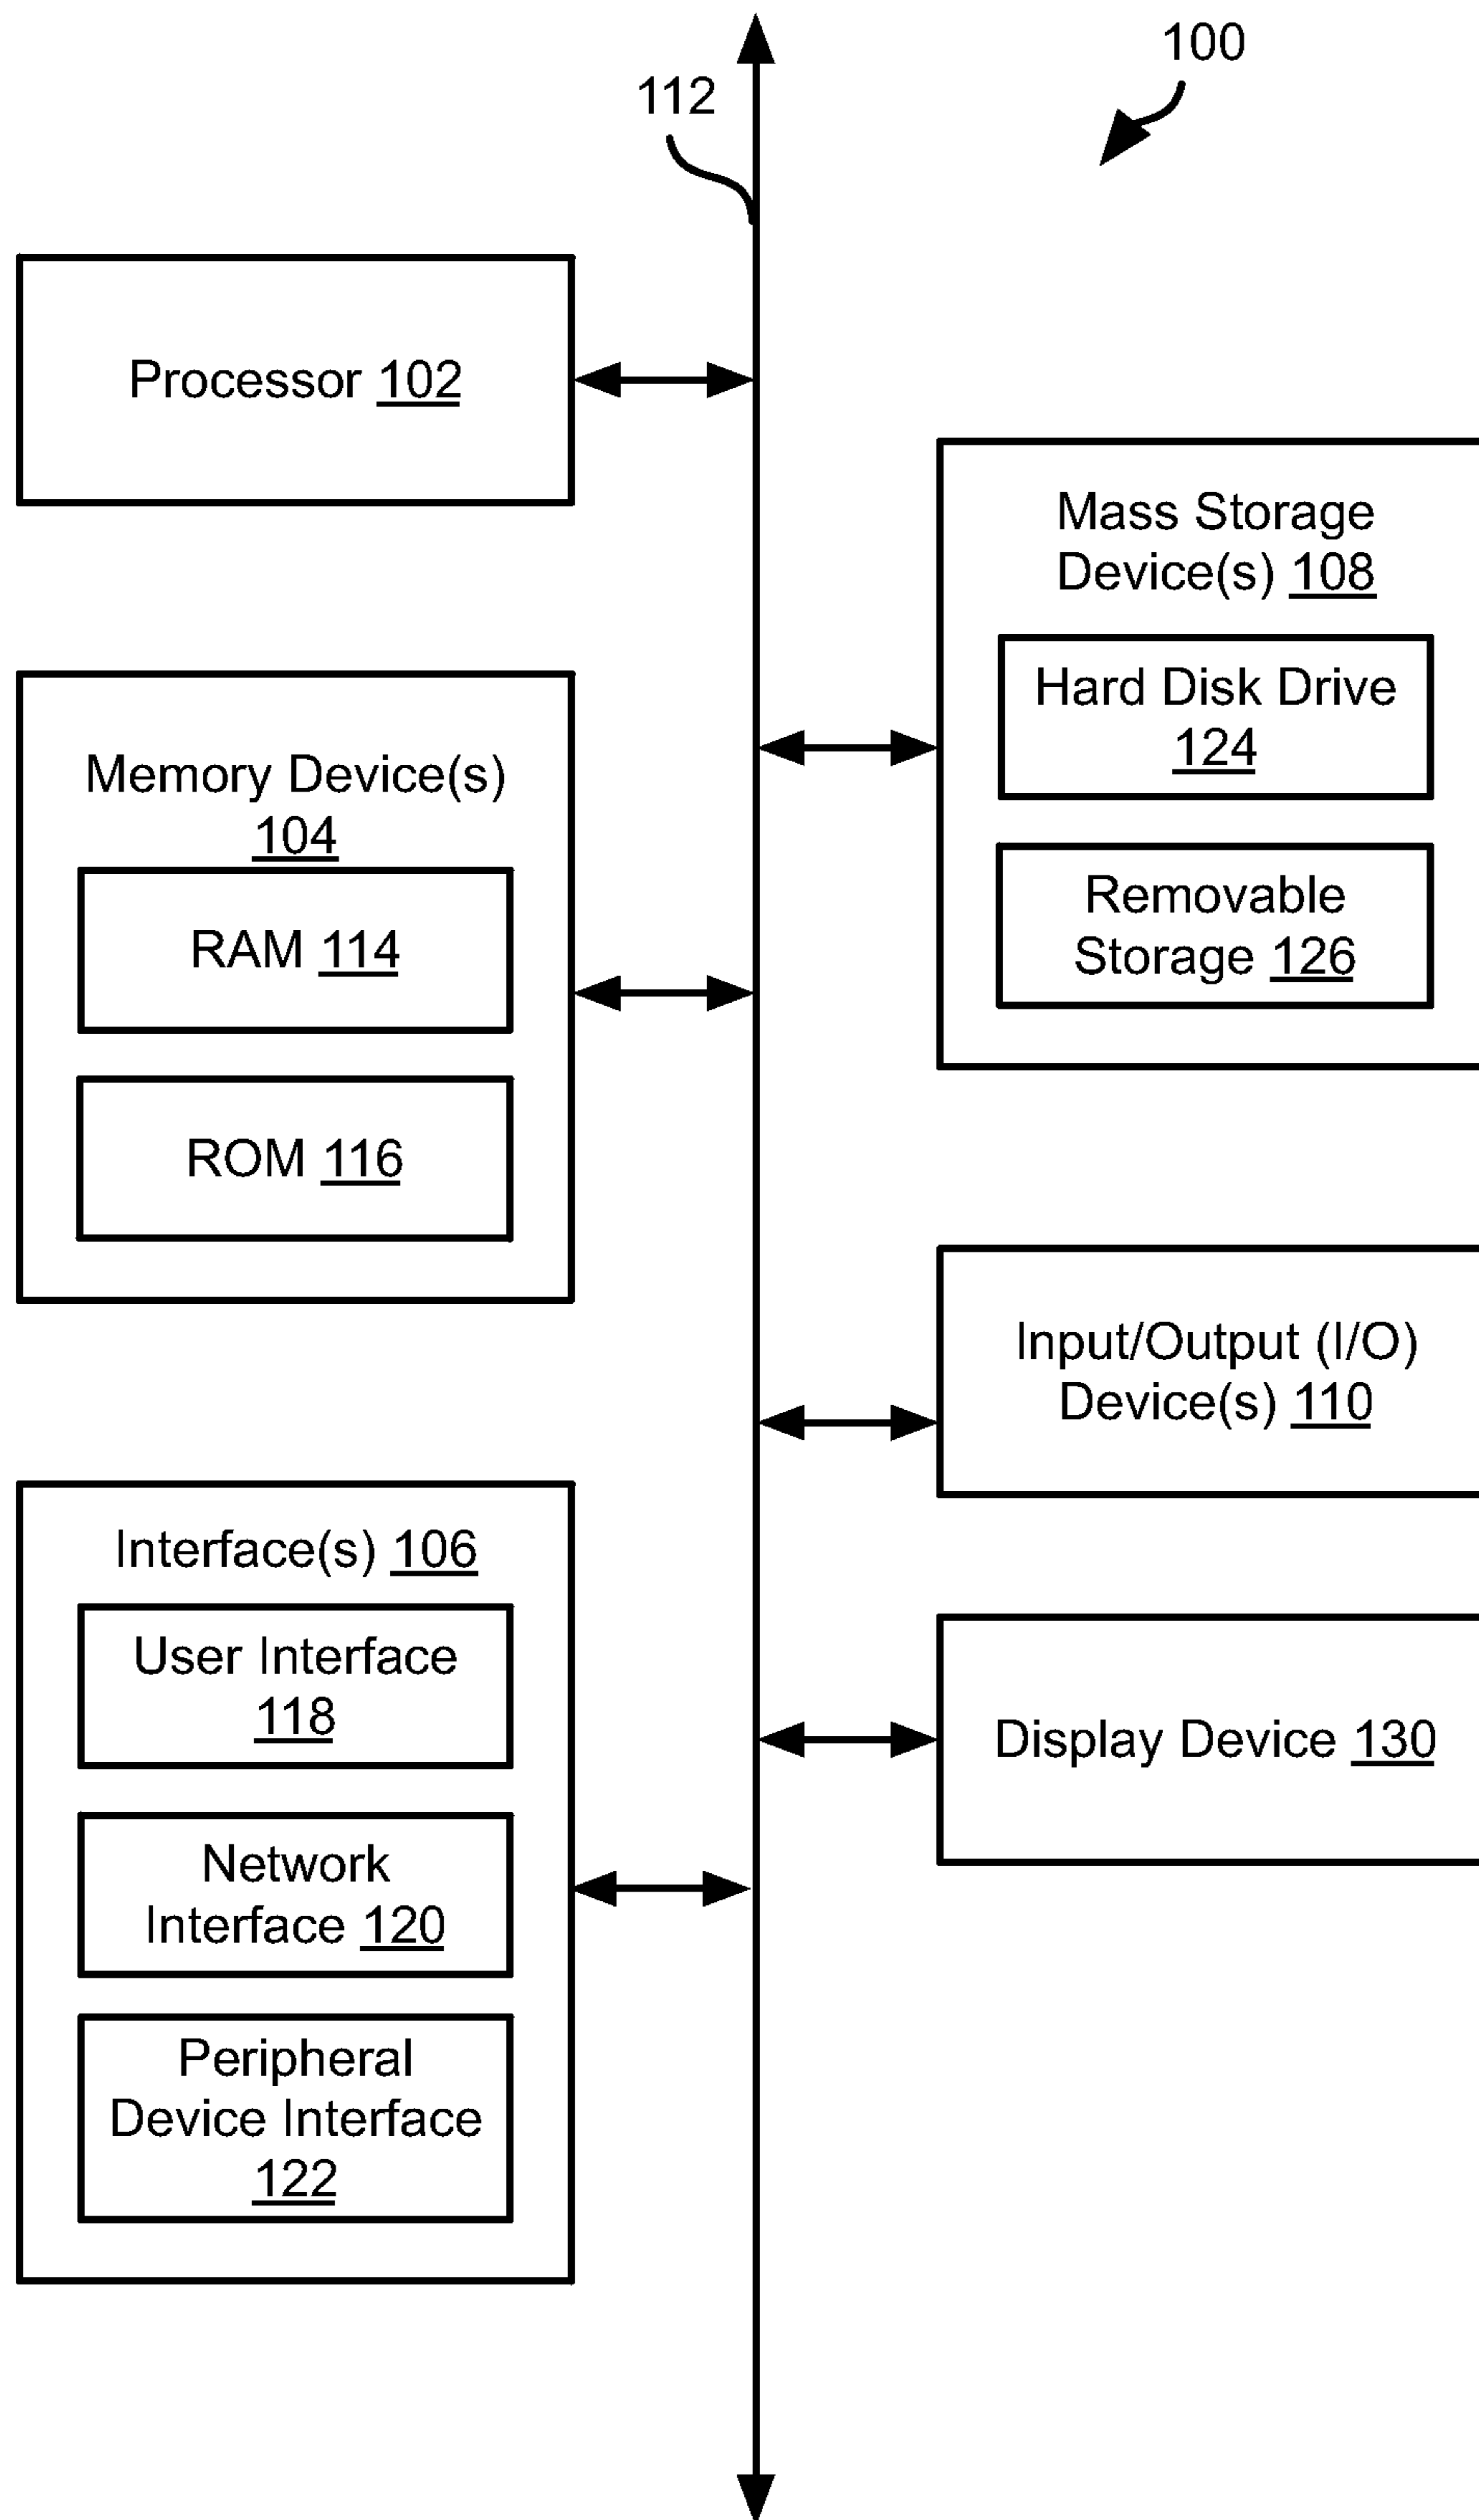 100
112
Processor 102
Mass Storage
Device(s) 108
Hard Disk Drive
124
Removable
Storage 126
Memory Device(s)
104
RAM 114
ROM 116
Input/Output (I/O)
Device(s) 110
Interface(s) 106
User Interface
118
Network
Interface 120
Peripheral
Device Interface
122
Display Device 130